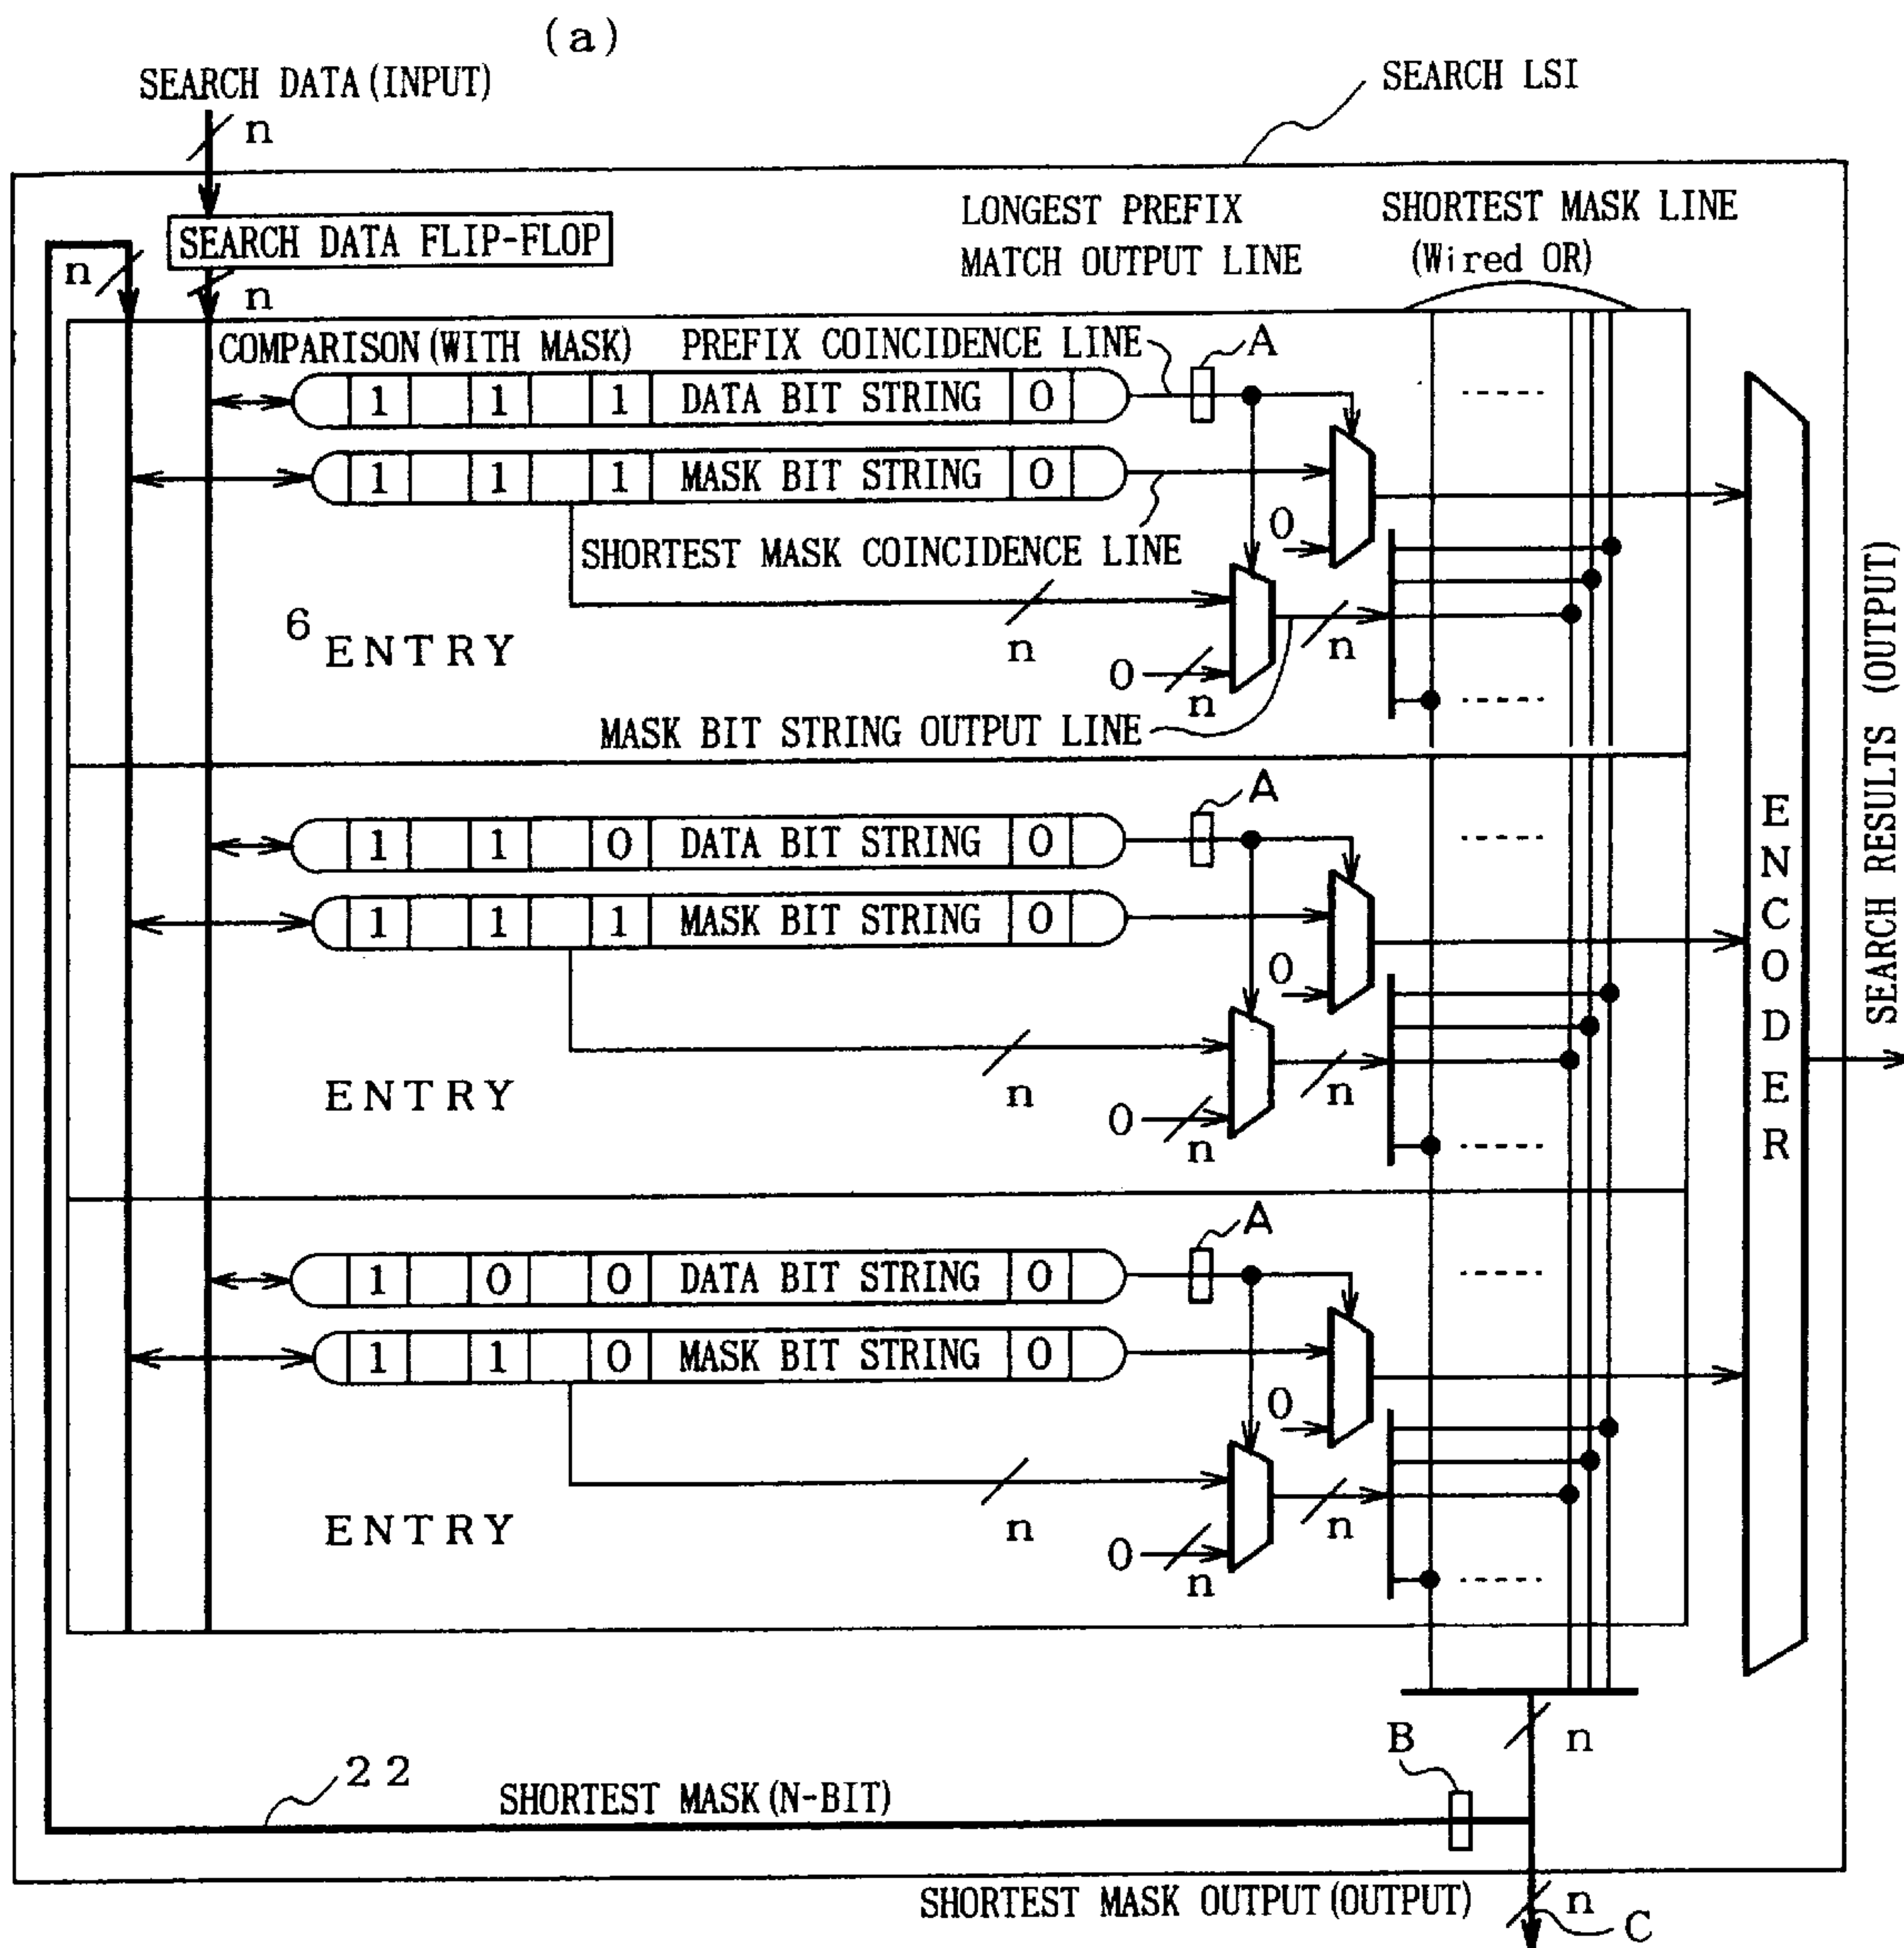 (a)
SEARCH DATA(INPUT)
n
SEARCH LSI
SEARCH DATA FLIP-FLOP
n
n
LONGEST PREFIX
MATCH OUTPUT LINE
SHORTEST MASK LINE
(Wired OR)
COMPARISON(WITH MASK)
PREFIX COINCIDENCE LINE
A
1 1 1 DATA BIT STRING 0
1 1 1 MASK BIT STRING 0
0
SHORTEST MASK COINCIDENCE LINE
6 ENTRY
n
n
0
n
MASK BIT STRING OUTPUT LINE
A
1 1 0 DATA BIT STRING 0
1 1 1 MASK BIT STRING 0
0
ENTRY
n
n
0
n
A
1 0 0 DATA BIT STRING 0
1 1 0 MASK BIT STRING 0
0
ENTRY
n
n
0
n
ENCODER
SEARCH RESULTS (OUTPUT)
n
B
22
SHORTEST MASK(N-BIT)
SHORTEST MASK OUTPUT(OUTPUT)
n
C